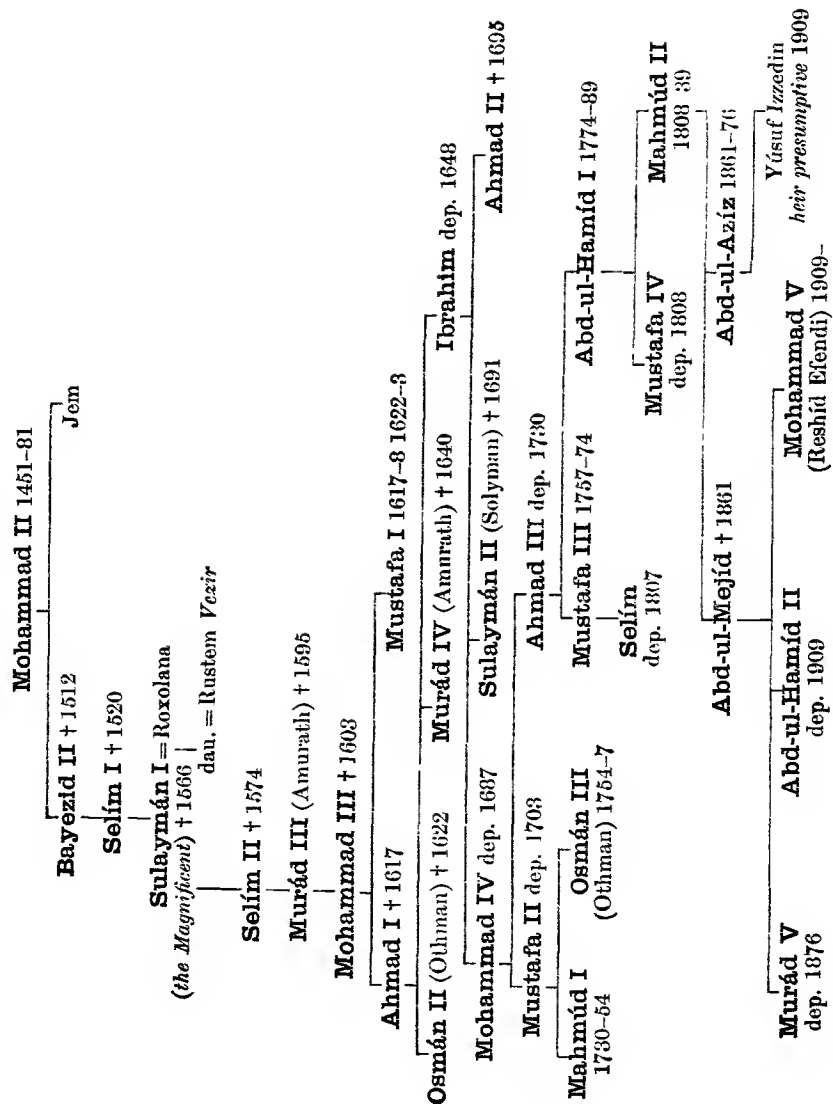 Mohammad II 1451–81
Bayezid II † 1512
Jem
Selím I † 1520
Sulaymán I = Roxolana
(the Magnificent) † 1566
dau. = Rustem Vezir
Selím II † 1574
Murád III (Amurath) † 1595
Mohammad III † 1603
Ahmad I † 1617
Mustafa I 1617–8 1622–3
Osmán II (Othman) † 1622
Murád IV (Amurath) † 1640
Ibrahim dep. 1648
Mohammad IV dep. 1687
Sulaymán II (Solyman) † 1691
Ahmad II † 1695
Mustafa II dep. 1703
Ahmad III dep. 1730
Mahmúd I
1730–54
Osmán III
(Othman) 1754–7
Mustafa III 1757–74
Abd-ul-Hamíd I 1774–89
Selím
dep. 1807
Mustafa IV
dep. 1808
Mahmúd II
1808 39
Abd-ul-Mejíd † 1861
Abd-ul-Azíz 1861–76
Murád V
dep. 1876
Abd-ul-Hamíd II
dep. 1909
Mohammad V
(Reshíd Efendi) 1909–
Yúsuf Izzedin
heir presumptive 1909